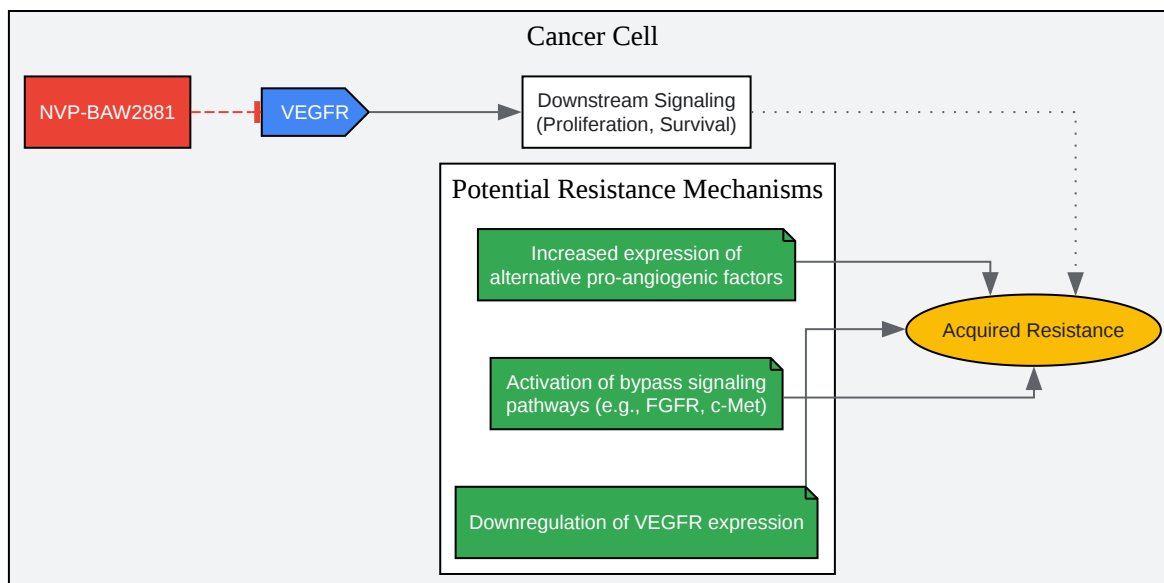 Cancer Cell
NVP-BAW2881
VEGFR
Downstream Signaling
(Proliferation, Survival)
Potential Resistance Mechanisms
Increased expression of
alternative pro-angiogenic factors
Acquired Resistance
Activation of bypass signaling
pathways (e.g., FGFR, c-Met)
Downregulation of VEGFR expression